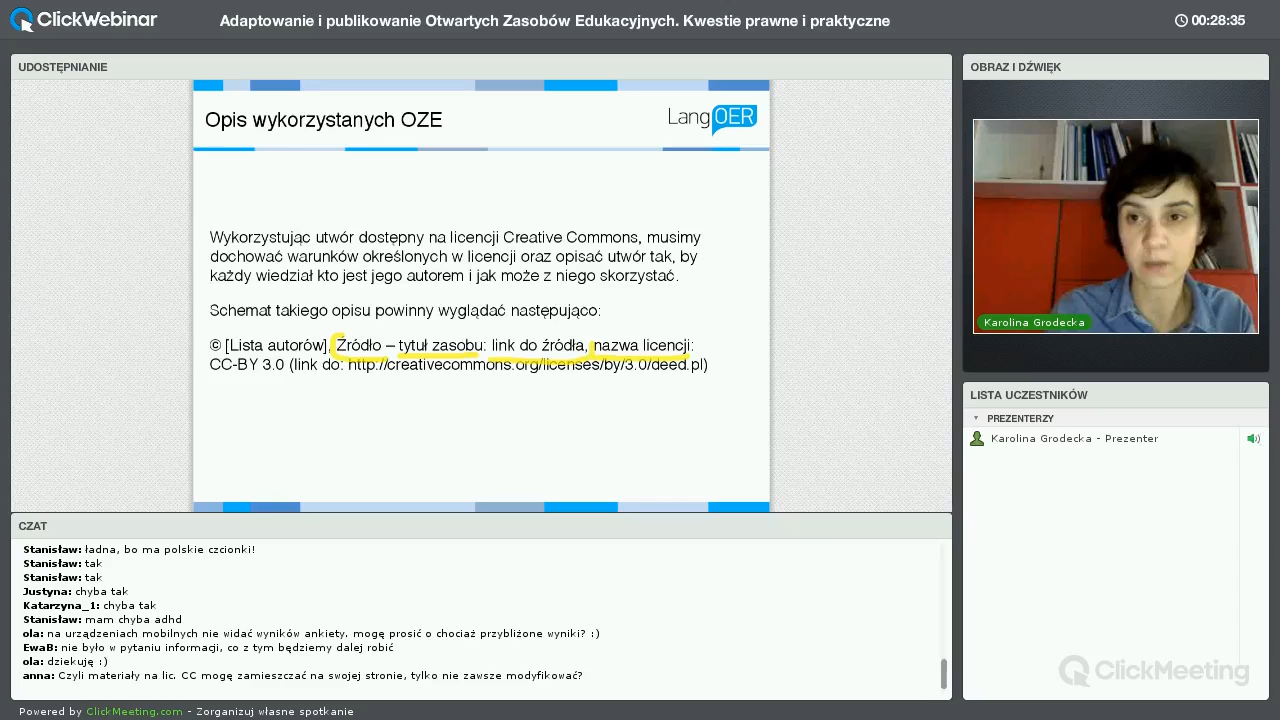 ClickWebinar
Adaptowanie i publikowanie Otwartych Zasobów Edukacyjnych. Kwestie prawne i praktyczne
00:28:35
UDOSTĘPNIANIE
Opis wykorzystanych OZE
LangOER
Wykorzystując utwór dostępny na licencji Creative Commons, musimy
dochować warunków określonych w licencji oraz opisać utwór tak, by
każdy wiedział kto jest jego autorem i jak może z niego skorzystać.
Schemat takiego opisu powinny wyglądać następująco:
© [Lista autorów], Źródło – tytuł zasobu: link do źródła, nazwa licencji:
CC-BY 3.0 (link do: http://creativecommons.org/licenses/by/3.0/deed.pl)
OBRAZ I DŹWIĘK
Karolina Grodecka
LISTA UCZESTNIKÓW
PREZENTERZY
Karolina Grodecka - Prezenter
CZAT
Stanisław: ładna, bo ma polskie czcionki!
Stanisław: tak
Stanisław: tak
Justyna: chyba tak
Katarzyna_1: chyba tak
Stanisław: mam chyba adhd
ola: na urządzeniach mobilnych nie widać wyników ankiety. mogę prosić o chociaż przybliżone wyniki? :)
EwaB: nie było w pytaniu informacji, co z tym będziemy dalej robić
ola: dziekuję :)
anna: Czyli materiały na lic. CC mogę zamieszczać na swojej stronie, tylko nie zawsze modyfikować?
ClickMeeting
Powered by ClickMeeting.com - Zorganizuj własne spotkanie